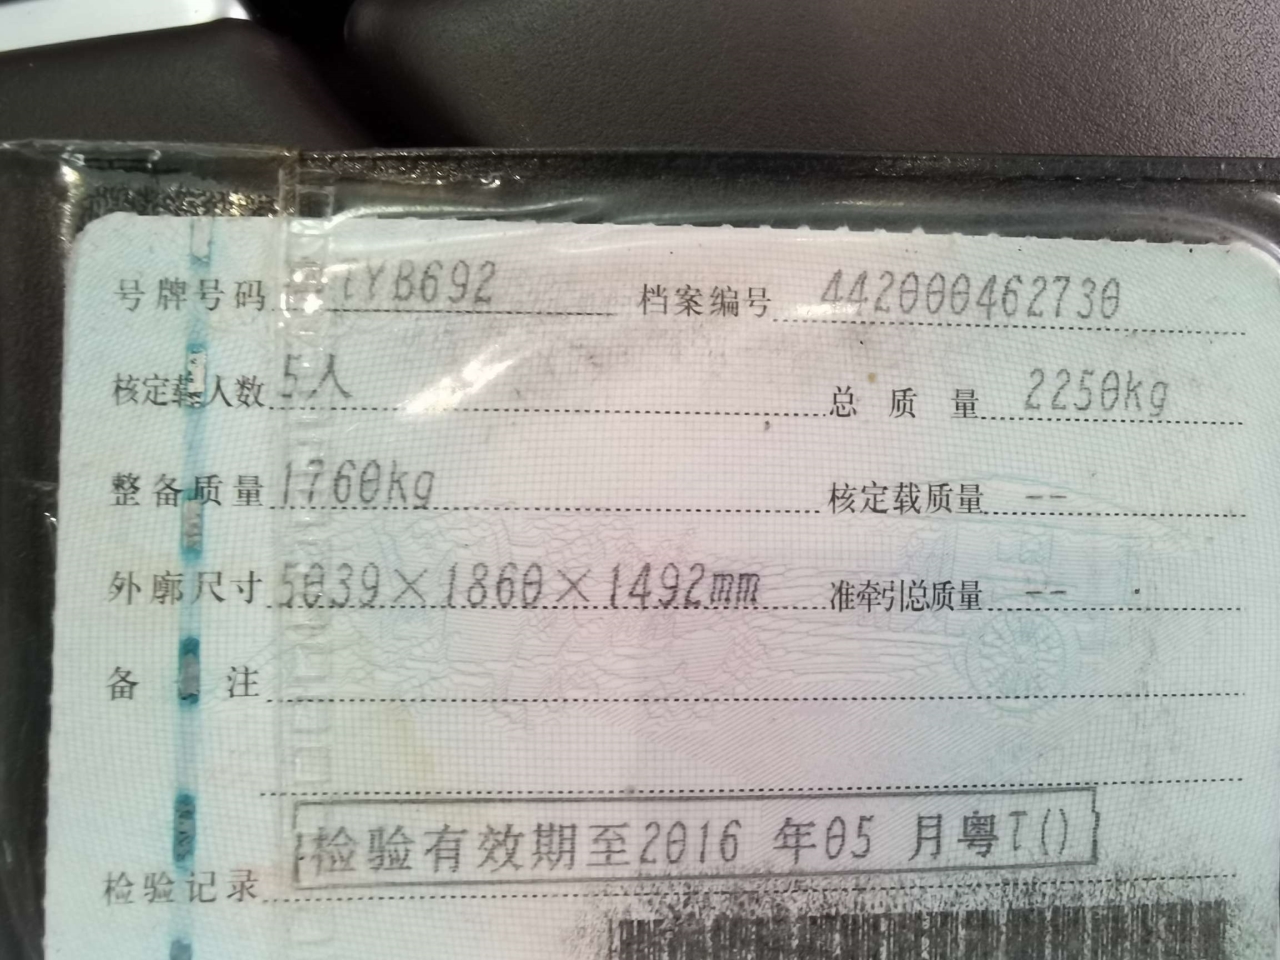 号牌号码 TYB692 档案编号 442000462730
核定载人数 5人 总质量 2250kg
整备质量 1760kg 核定载质量 --
外廓尺寸 5039×1860×1492mm 准牵引总质量 --
备注
检验有效期至2016 年05 月粤T()
检验记录